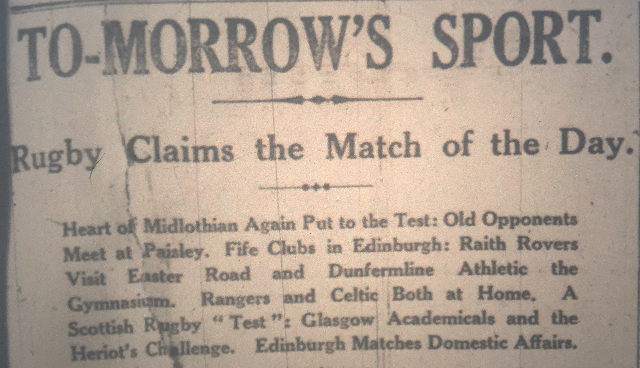 TO-MORROW'S SPORT.
Rugby Claims the Match of the Day.
Heart of Midlothian Again Put to the Test: Old Opponents
Meet at Paisley. Fife Clubs in Edinburgh: Raith Rovers
Visit Easter Road and Dunfermline Athletic the
Gymnasium. Rangers and Celtic Both at Home. A
Scottish Rugby "Test": Glasgow Academicals and the
Heriot's Challenge. Edinburgh Matches Domestic Affairs.